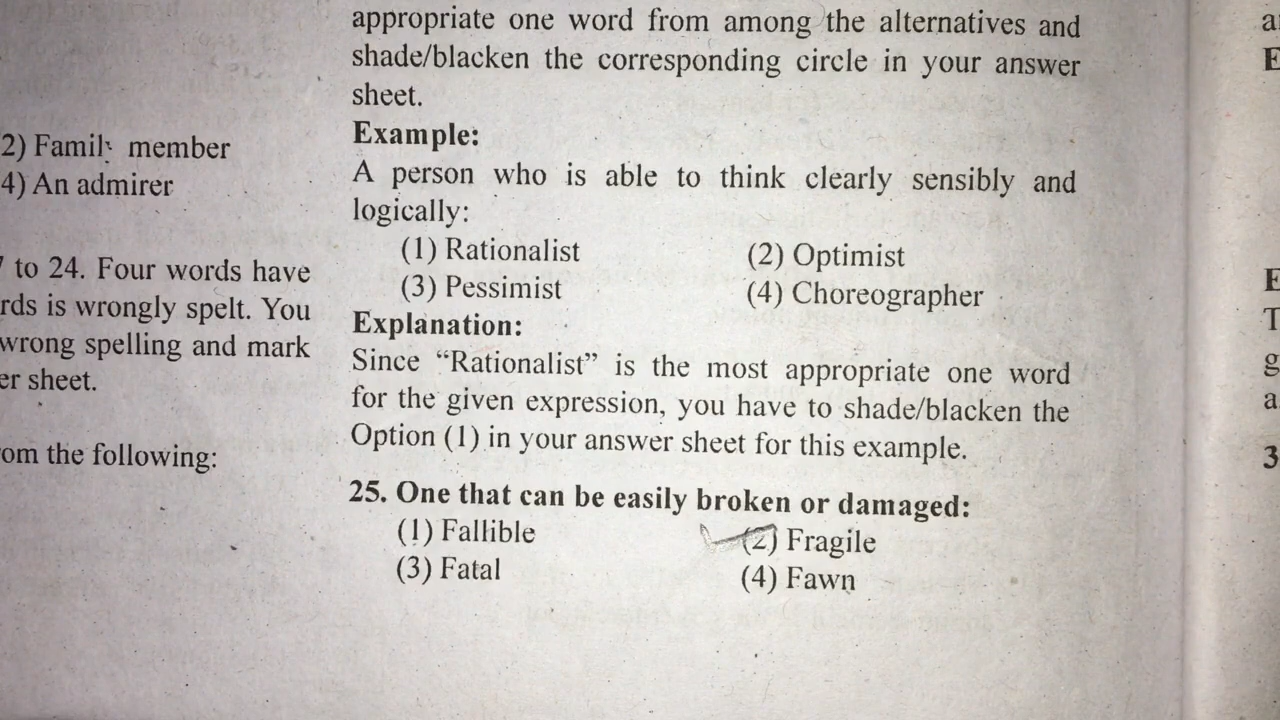 2) Family member
4) An admirer
to 24. Four words have
rds is wrongly spelt. You
wrong spelling and mark
er sheet.
om the following:
appropriate one word from among the alternatives and
shade/blacken the corresponding circle in your answer
sheet.
Example:
A person who is able to think clearly sensibly and
logically:
(1) Rationalist (2) Optimist
(3) Pessimist (4) Choreographer
Explanation:
Since “Rationalist” is the most appropriate one word
for the given expression, you have to shade/blacken the
Option (1) in your answer sheet for this example.
25. One that can be easily broken or damaged:
(1) Fallible (2) Fragile
(3) Fatal (4) Fawn
a
E
E
T
g
a
3